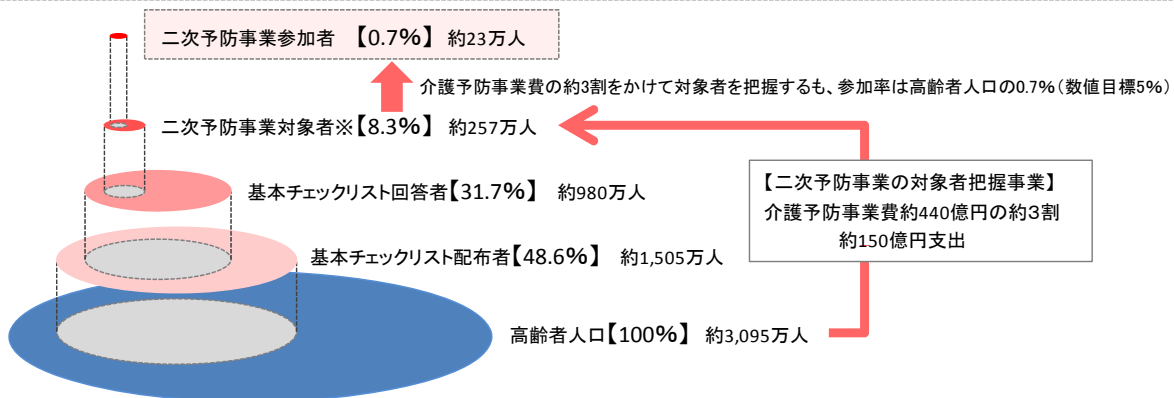 二次予防事業参加者 【0.7%】 約23万人
介護予防事業費の約3割をかけて対象者を把握するも、参加率は高齢者人口の0.7%(数値目標5%)
二次予防事業対象者※【8.3%】 約257万人
【二次予防事業の対象者把握事業】
介護予防事業費約440億円の約3割
約150億円支出
基本チェックリスト回答者【31.7%】 約980万人
基本チェックリスト配布者【48.6%】 約1,505万人
高齢者人口【100%】 約3,095万人